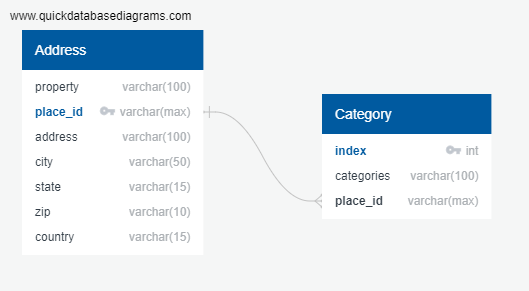 www.quickdatabasediagrams.com
Address
property varchar(100)
place_id varchar(max)
address varchar(100)
city varchar(50)
state varchar(15)
zip varchar(10)
country varchar(15)
Category
index int
categories varchar(100)
place_id varchar(max)